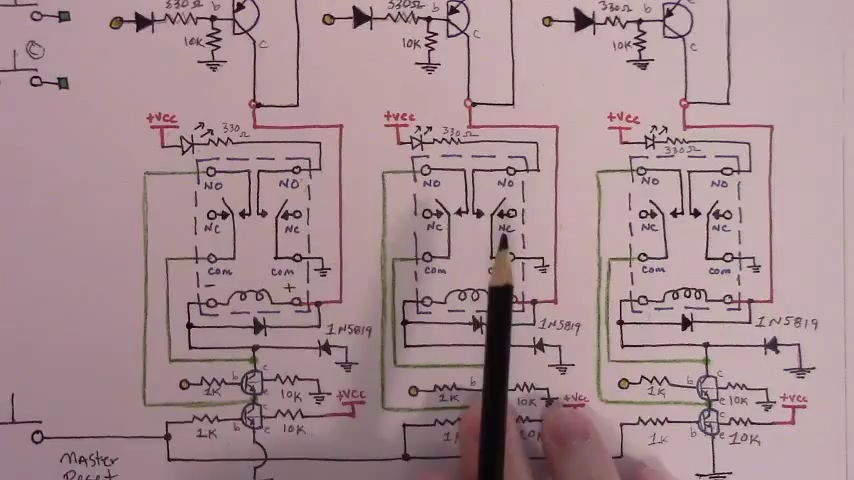 330Ω b 330Ω b 330Ω b
10K c 10K c 10K c
C
+VCC 330Ω +VCC 330Ω +VCC 330Ω
NO NO NO NO NO NO
NC NC NC NC NC NC
COM COM COM COM COM
- +
1N5819 1N5819 1N5819
c c
1K b 10K 1K b 10K 1K b 10K
e e
+VCC +VCC +VCC
1K b e 10K 1K 10K 1K b e 10K
Master
Reset